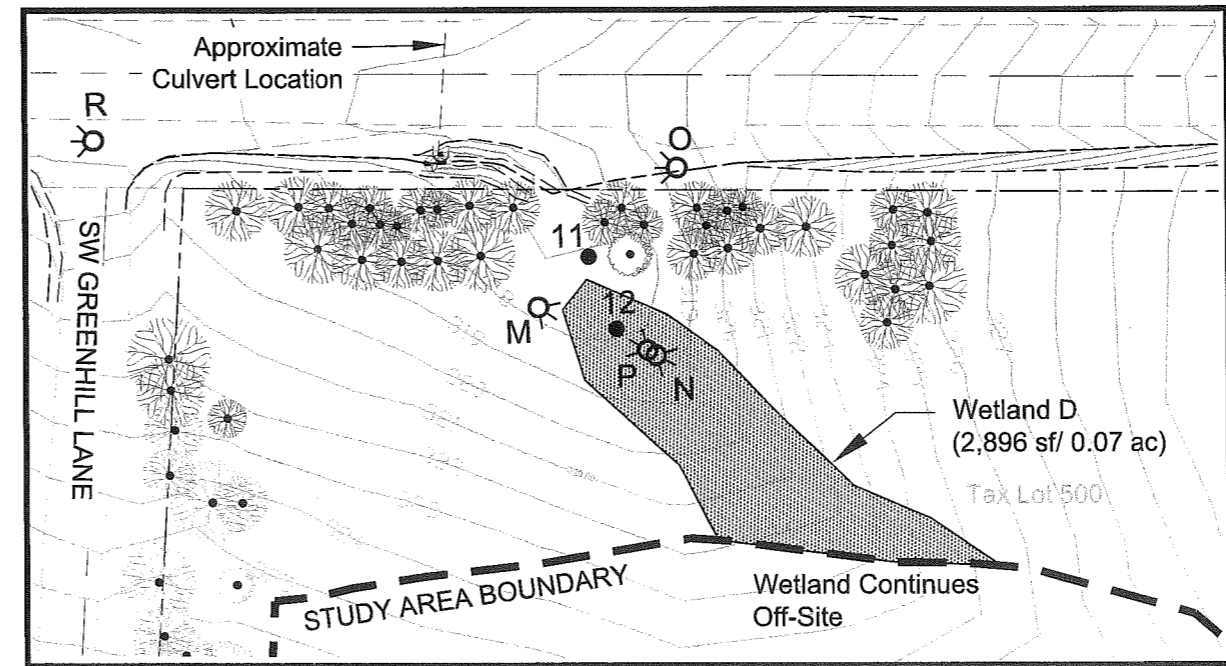 Approximate
Culvert Location
R
O
SW GREENHILL LANE
11
M
12
P
N
Wetland D
(2,896 sf/ 0.07 ac)
Tax Lot 500
STUDY AREA BOUNDARY
Wetland Continues
Off-Site